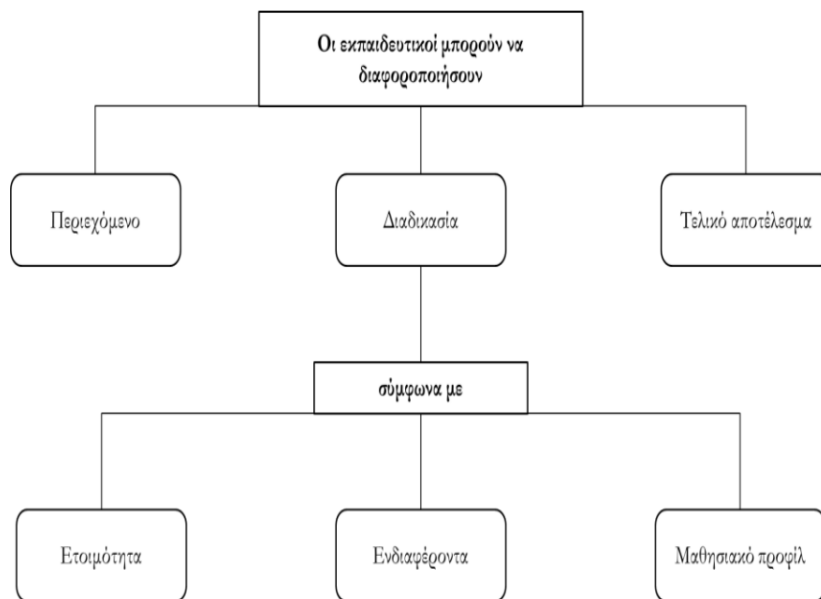 Οι εκπαιδευτικοί μπορούν να
διαφοροποιήσουν
Περιεχόμενο
Διαδικασία
Τελικό αποτέλεσμα
σύμφωνα με
Ετοιμότητα
Ενδιαφέροντα
Μαθησιακό προφίλ